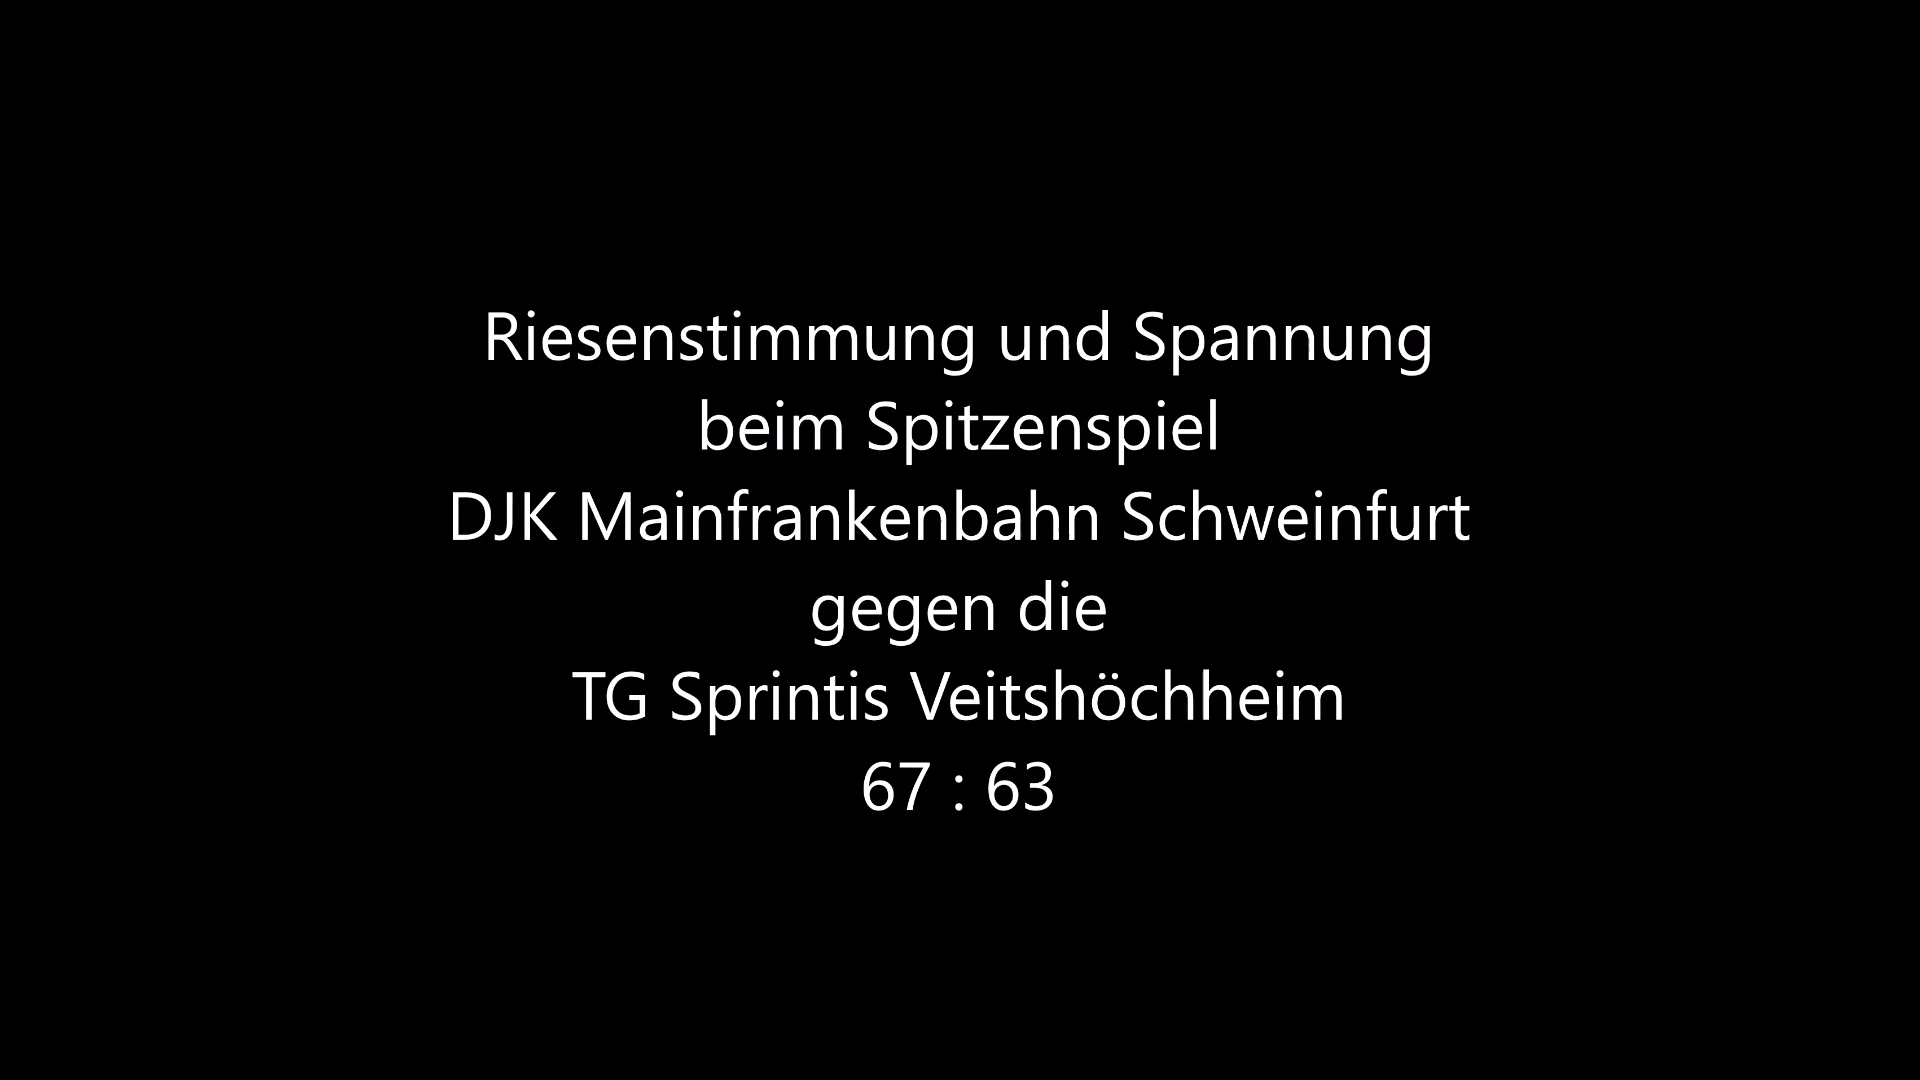 Riesenstimmung und Spannung
beim Spitzenspiel
DJK Mainfrankenbahn Schweinfurt
gegen die
TG Sprintis Veitshöchheim
67 : 63